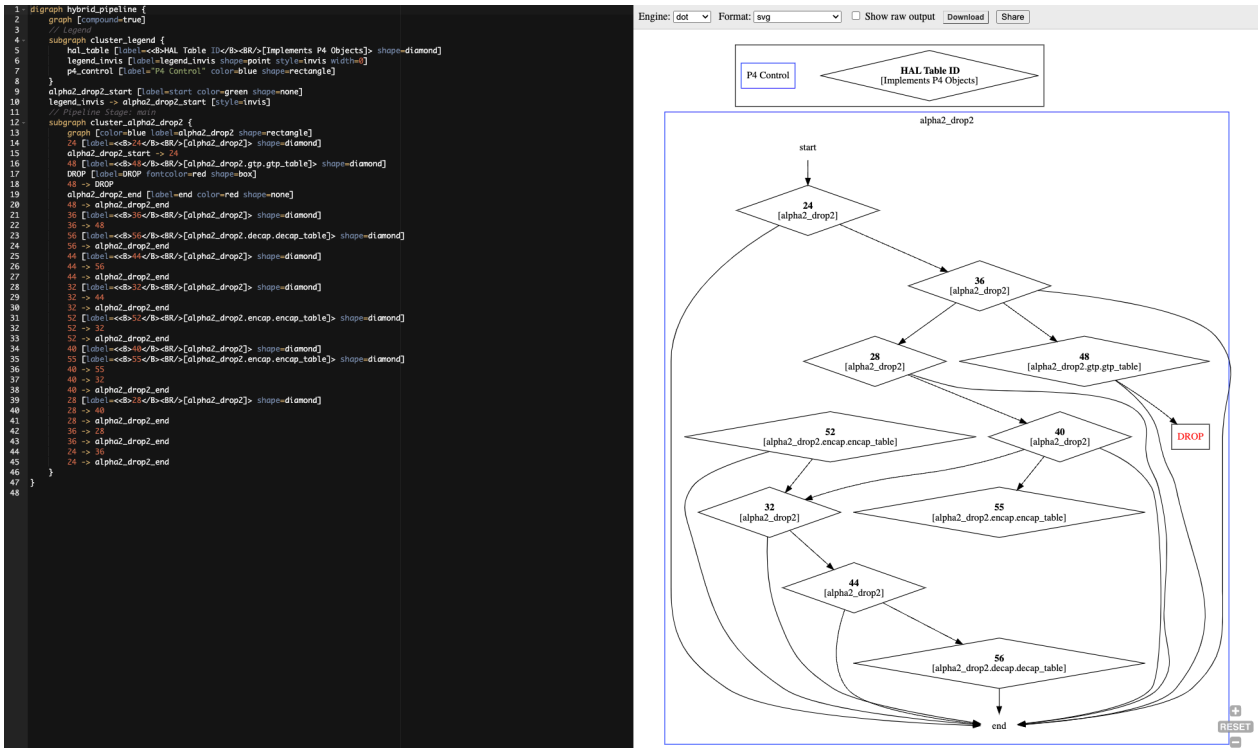 1 digraph hybrid_pipeline {
2 graph [compound=true]
3 // Legend
4 subgraph cluster_legend {
5 hal_table [label=<<B>HAL Table ID</B><BR/>[Implements P4 Objects]> shape=diamond]
6 legend_invis [label=legend_invis shape=point style=invis width=0]
7 p4_control [label="P4 Control" color=blue shape=rectangle]
8 }
9 alpha2_drop2_start [label=start color=green shape=none]
10 legend_invis -> alpha2_drop2_start [style=invis]
11 // Pipeline Stage: main
12 subgraph cluster_alpha2_drop2 {
13 graph [color=blue label=alpha2_drop2 shape=rectangle]
14 24 [label=<<B>24</B><BR/>[alpha2_drop2]> shape=diamond]
15 alpha2_drop2_start -> 24
16 48 [label=<<B>48</B><BR/>[alpha2_drop2.gtp.gtp_table]> shape=diamond]
17 DROP [label=DROP fontcolor=red shape=box]
18 48 -> DROP
19 alpha2_drop2_end [label=end color=red shape=none]
20 48 -> alpha2_drop2_end
21 36 [label=<<B>36</B><BR/>[alpha2_drop2]> shape=diamond]
22 36 -> 48
23 56 [label=<<B>56</B><BR/>[alpha2_drop2.decap.decap_table]> shape=diamond]
24 56 -> alpha2_drop2_end
25 44 [label=<<B>44</B><BR/>[alpha2_drop2]> shape=diamond]
26 44 -> 56
27 44 -> alpha2_drop2_end
28 32 [label=<<B>32</B><BR/>[alpha2_drop2]> shape=diamond]
29 32 -> 44
30 32 -> alpha2_drop2_end
31 52 [label=<<B>52</B><BR/>[alpha2_drop2.encap.encap_table]> shape=diamond]
32 52 -> 32
33 52 -> alpha2_drop2_end
34 40 [label=<<B>40</B><BR/>[alpha2_drop2]> shape=diamond]
35 55 [label=<<B>55</B><BR/>[alpha2_drop2.encap.encap_table]> shape=diamond]
36 40 -> 55
37 40 -> 32
38 40 -> alpha2_drop2_end
39 28 [label=<<B>28</B><BR/>[alpha2_drop2]> shape=diamond]
40 28 -> 40
41 28 -> alpha2_drop2_end
42 36 -> 28
43 36 -> alpha2_drop2_end
44 24 -> 36
45 24 -> alpha2_drop2_end
46 }
47 }
48
Engine: dot Format: svg Show raw output Download Share
P4 Control
HAL Table ID
[Implements P4 Objects]
alpha2_drop2
start
24
[alpha2_drop2]
36
[alpha2_drop2]
28
[alpha2_drop2]
48
[alpha2_drop2.gtp.gtp_table]
52
[alpha2_drop2.encap.encap_table]
40
[alpha2_drop2]
DROP
32
[alpha2_drop2]
55
[alpha2_drop2.encap.encap_table]
44
[alpha2_drop2]
56
[alpha2_drop2.decap.decap_table]
end
RESET